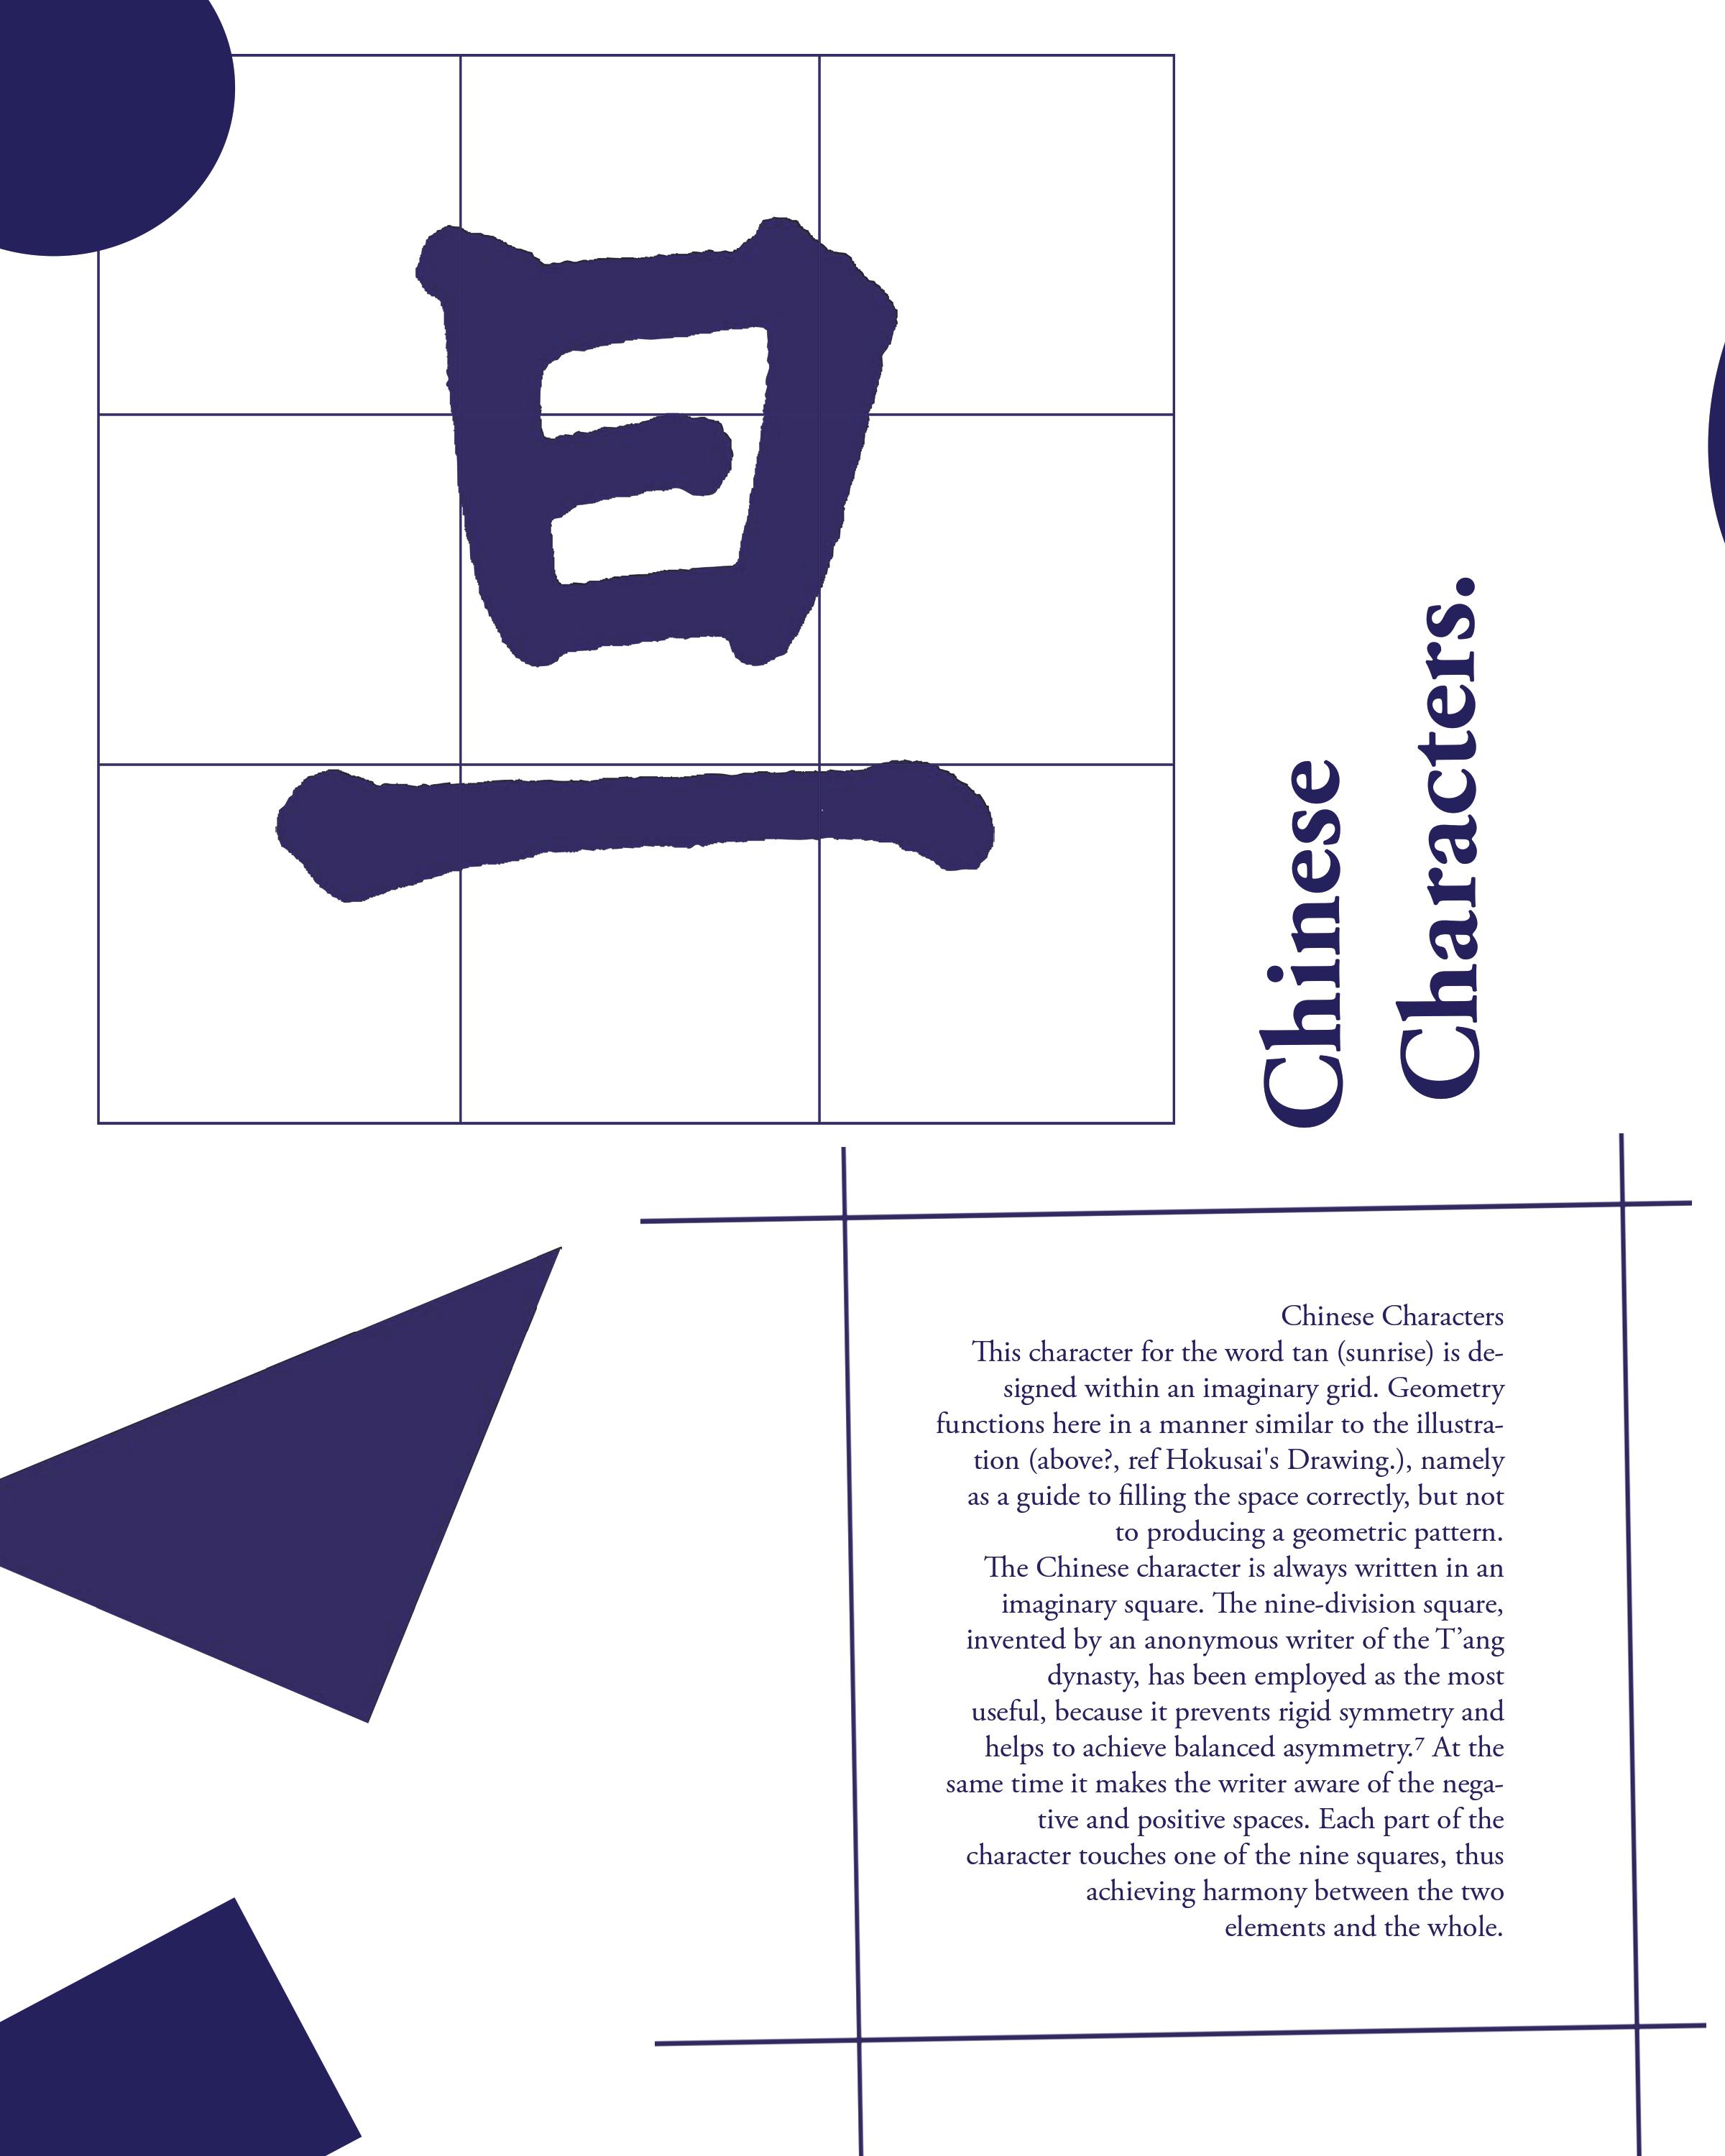 旦
Chinese
Characters.
Chinese Characters
This character for the word tan (sunrise) is de-
signed within an imaginary grid. Geometry
functions here in a manner similar to the illustra-
tion (above?, ref Hokusai's Drawing.), namely
as a guide to filling the space correctly, but not
to producing a geometric pattern.
The Chinese character is always written in an
imaginary square. The nine-division square,
invented by an anonymous writer of the T’ang
dynasty, has been employed as the most
useful, because it prevents rigid symmetry and
helps to achieve balanced asymmetry.⁷ At the
same time it makes the writer aware of the nega-
tive and positive spaces. Each part of the
character touches one of the nine squares, thus
achieving harmony between the two
elements and the whole.